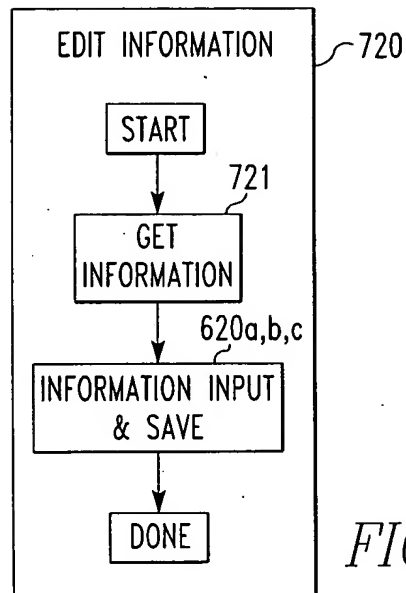 EDIT INFORMATION
720
START
721
GET
INFORMATION
620a,b,c
INFORMATION INPUT
& SAVE
DONE